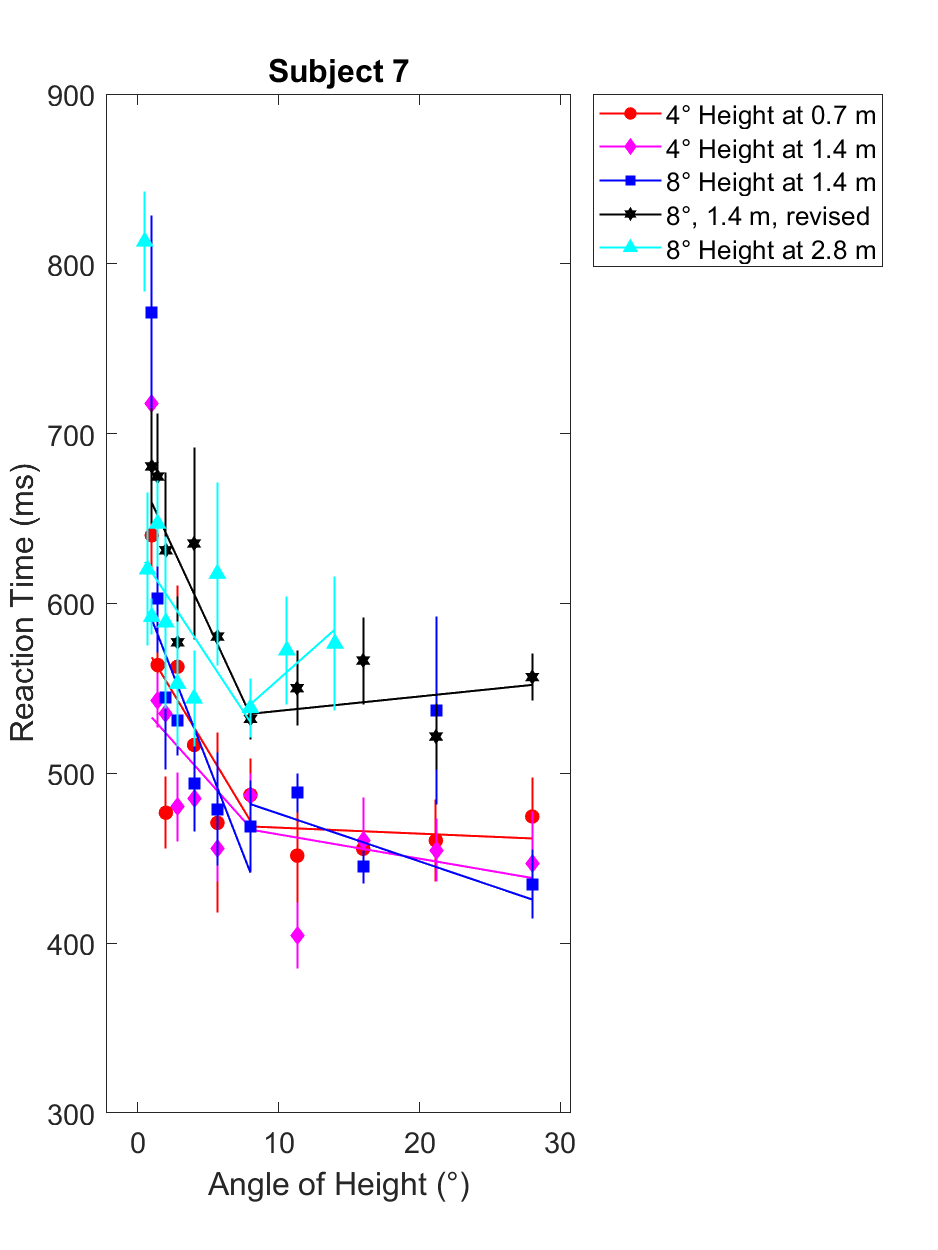 Subject 7
900
800
700
600
500
400
300
Reaction Time (ms)
0 10 20 30
Angle of Height (°)
4° Height at 0.7 m
4° Height at 1.4 m
8° Height at 1.4 m
8°, 1.4 m, revised
8° Height at 2.8 m